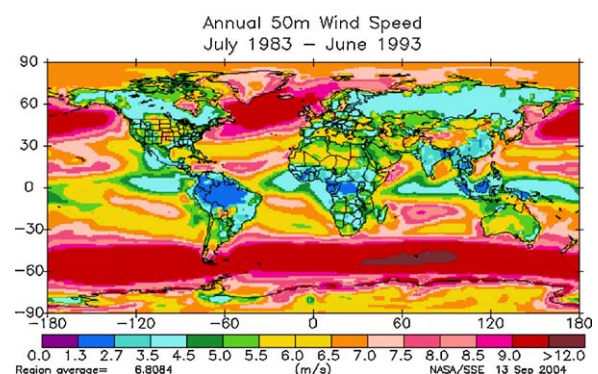 Annual 50m Wind Speed
July 1983 – June 1993
90
60
30
0
−30
−60
−90
−180 −120 −60 0 60 120 180
0.0 1.3 2.7 3.5 4.5 5.0 5.5 6.0 6.5 7.0 7.5 8.0 8.5 9.0 >12.0
Region average= 6.8084 (m/s) NASA/SSE 13 Sep 2004